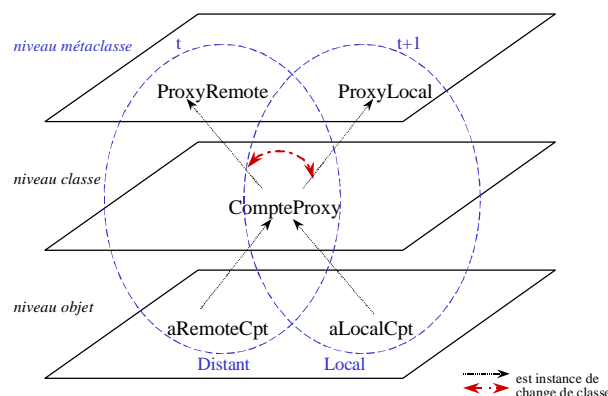 niveau métaclasse
t
t+1
ProxyRemote
ProxyLocal
niveau classe
CompteProxy
niveau objet
aRemoteCpt
aLocalCpt
Distant
Local
est instance de
change de classe